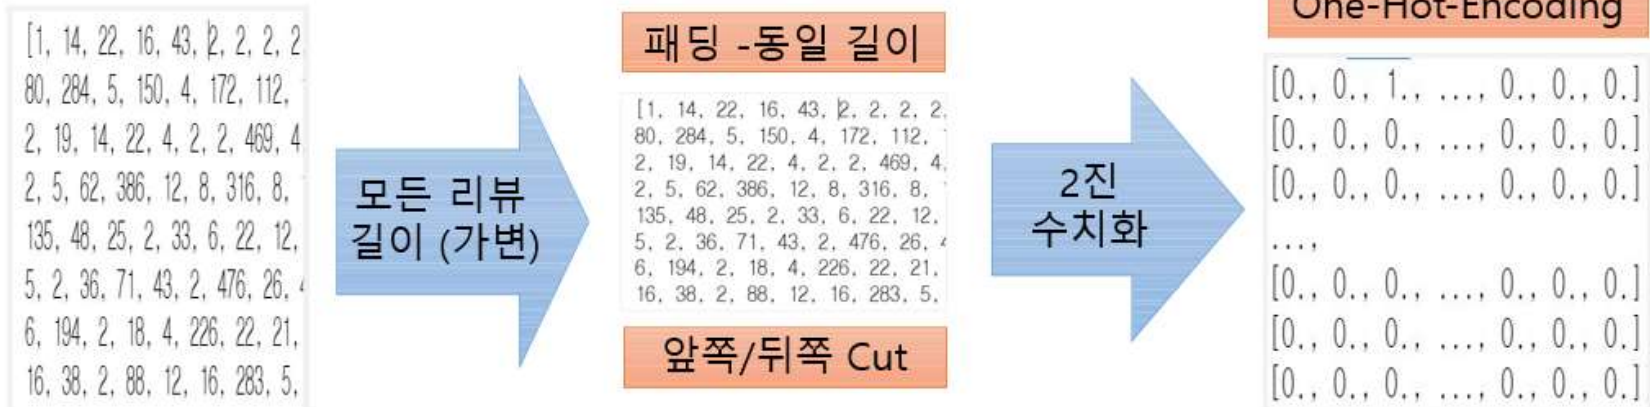 [1, 14, 22, 16, 43, 2, 2, 2, 2
80, 284, 5, 150, 4, 172, 112,
2, 19, 14, 22, 4, 2, 2, 469, 4
2, 5, 62, 386, 12, 8, 316, 8,
135, 48, 25, 2, 33, 6, 22, 12,
5, 2, 36, 71, 43, 2, 476, 26,
6, 194, 2, 18, 4, 226, 22, 21,
16, 38, 2, 88, 12, 16, 283, 5,
모든 리뷰
길이 (가변)
패딩 -동일 길이
[1, 14, 22, 16, 43, 2, 2, 2, 2,
80, 284, 5, 150, 4, 172, 112,
2, 19, 14, 22, 4, 2, 2, 469, 4,
2, 5, 62, 386, 12, 8, 316, 8,
135, 48, 25, 2, 33, 6, 22, 12,
5, 2, 36, 71, 43, 2, 476, 26,
6, 194, 2, 18, 4, 226, 22, 21,
16, 38, 2, 88, 12, 16, 283, 5,
앞쪽/뒤쪽 Cut
2진
수치화
One-Hot-Encoding
[0., 0., 1., ..., 0., 0., 0.]
[0., 0., 0., ..., 0., 0., 0.]
[0., 0., 0., ..., 0., 0., 0.]
...,
[0., 0., 0., ..., 0., 0., 0.]
[0., 0., 0., ..., 0., 0., 0.]
[0., 0., 0., ..., 0., 0., 0.]